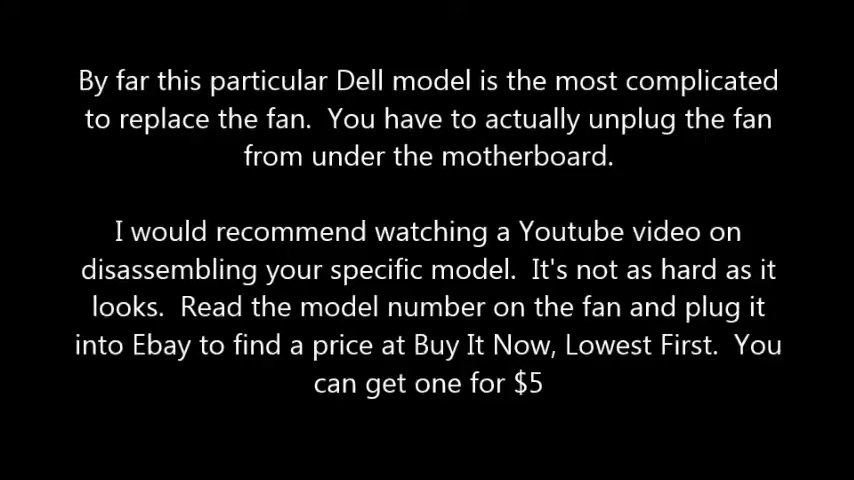 By far this particular Dell model is the most complicated
to replace the fan.  You have to actually unplug the fan
from under the motherboard.
I would recommend watching a Youtube video on
disassembling your specific model.  It's not as hard as it
looks.  Read the model number on the fan and plug it
into Ebay to find a price at Buy It Now, Lowest First.  You
can get one for $5